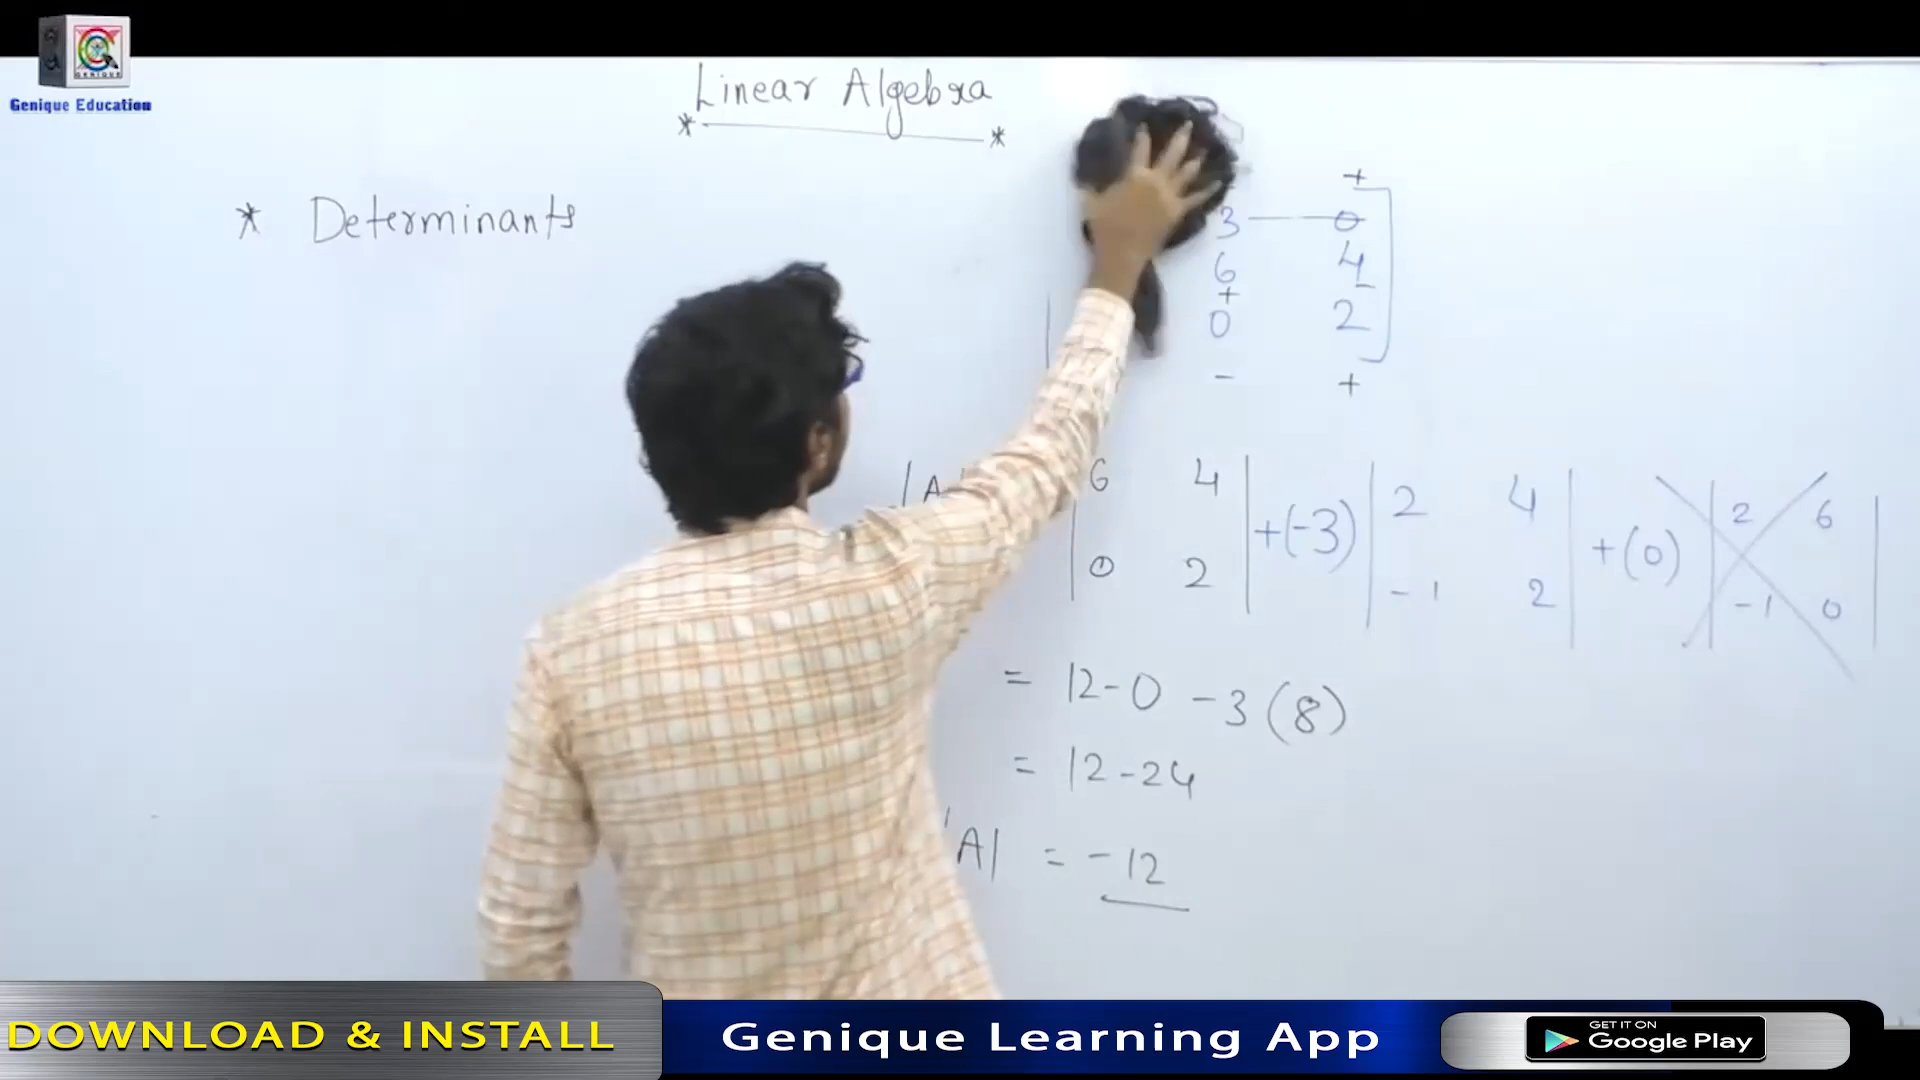 GENIQUE
Genique Education
Linear Algebra
* *
* Determinants
+
3 0
6 4
+
0 2
- +
|A 6 4 | +(-3) | 2 4 | +(0) | 2 6 |
0 2 -1 2 -1 0
= 12-0 -3(8)
= 12-24
|A| = -12
DOWNLOAD & INSTALL
Genique Learning App
GET IT ON
Google Play